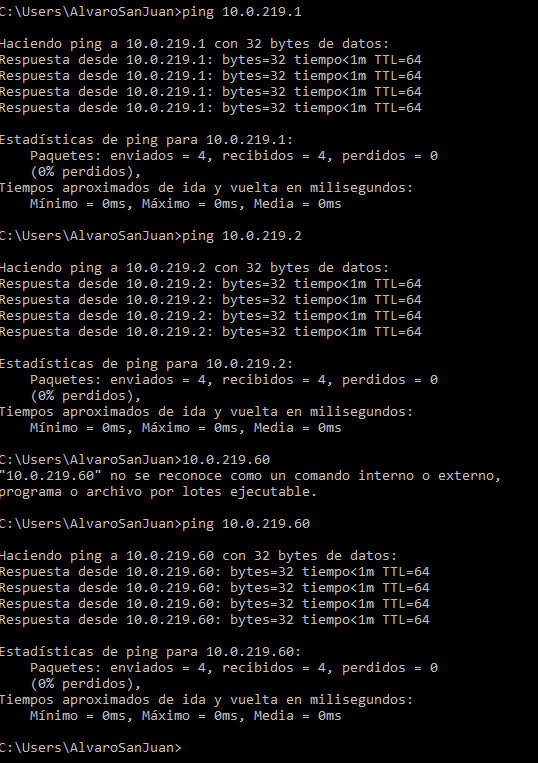 C:\Users\AlvaroSanJuan>ping 10.0.219.1
Haciendo ping a 10.0.219.1 con 32 bytes de datos:
Respuesta desde 10.0.219.1: bytes=32 tiempo<1m TTL=64
Respuesta desde 10.0.219.1: bytes=32 tiempo<1m TTL=64
Respuesta desde 10.0.219.1: bytes=32 tiempo<1m TTL=64
Respuesta desde 10.0.219.1: bytes=32 tiempo<1m TTL=64
Estadísticas de ping para 10.0.219.1:
Paquetes: enviados = 4, recibidos = 4, perdidos = 0
(0% perdidos),
Tiempos aproximados de ida y vuelta en milisegundos:
Mínimo = 0ms, Máximo = 0ms, Media = 0ms
C:\Users\AlvaroSanJuan>ping 10.0.219.2
Haciendo ping a 10.0.219.2 con 32 bytes de datos:
Respuesta desde 10.0.219.2: bytes=32 tiempo<1m TTL=64
Respuesta desde 10.0.219.2: bytes=32 tiempo<1m TTL=64
Respuesta desde 10.0.219.2: bytes=32 tiempo<1m TTL=64
Respuesta desde 10.0.219.2: bytes=32 tiempo<1m TTL=64
Estadísticas de ping para 10.0.219.2:
Paquetes: enviados = 4, recibidos = 4, perdidos = 0
(0% perdidos),
Tiempos aproximados de ida y vuelta en milisegundos:
Mínimo = 0ms, Máximo = 0ms, Media = 0ms
C:\Users\AlvaroSanJuan>10.0.219.60
"10.0.219.60" no se reconoce como un comando interno o externo,
programa o archivo por lotes ejecutable.
C:\Users\AlvaroSanJuan>ping 10.0.219.60
Haciendo ping a 10.0.219.60 con 32 bytes de datos:
Respuesta desde 10.0.219.60: bytes=32 tiempo<1m TTL=64
Respuesta desde 10.0.219.60: bytes=32 tiempo<1m TTL=64
Respuesta desde 10.0.219.60: bytes=32 tiempo<1m TTL=64
Respuesta desde 10.0.219.60: bytes=32 tiempo<1m TTL=64
Estadísticas de ping para 10.0.219.60:
Paquetes: enviados = 4, recibidos = 4, perdidos = 0
(0% perdidos),
Tiempos aproximados de ida y vuelta en milisegundos:
Mínimo = 0ms, Máximo = 0ms, Media = 0ms
C:\Users\AlvaroSanJuan>